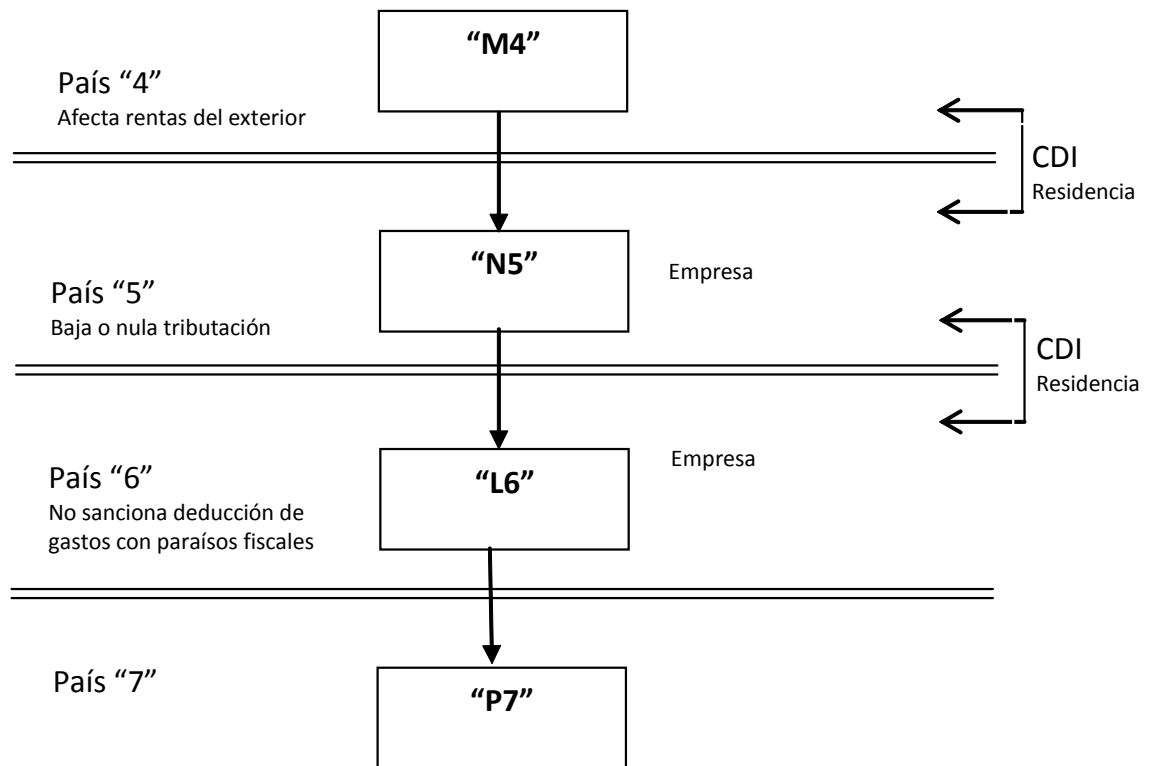 “M4”
País “4”
Afecta rentas del exterior
CDI
Residencia
“N5”
Empresa
País “5”
Baja o nula tributación
CDI
Residencia
Empresa
“L6”
País “6”
No sanciona deducción de
gastos con paraísos fiscales
País “7”
“P7”